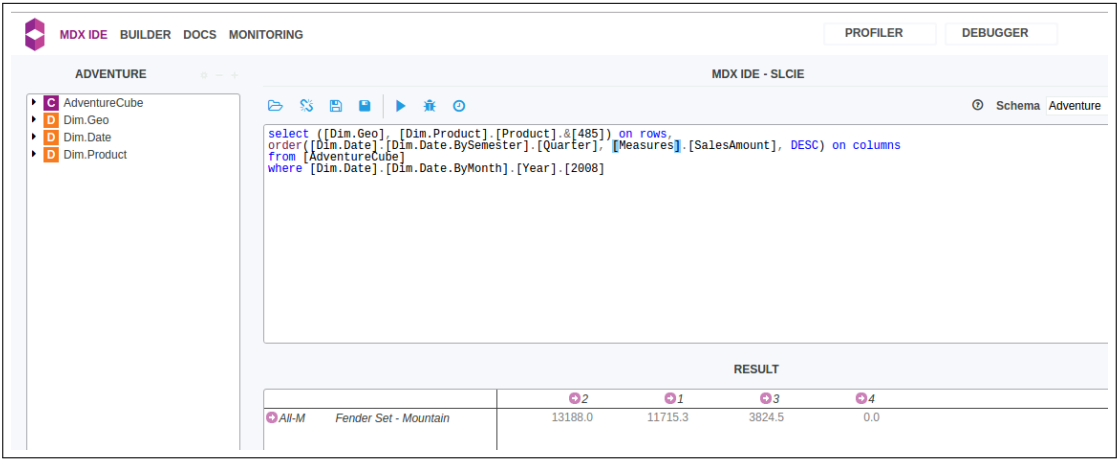 MDX IDE BUILDER DOCS MONITORING PROFILER DEBUGGER
ADVENTURE
C AdventureCube
D Dim.Geo
D Dim.Date
D Dim.Product
MDX IDE - SLCIE
Schema Adventure
select ([Dim.Geo], [Dim.Product].[Product].&[485]) on rows,
order([Dim.Date].[Dim.Date.BySemester].[Quarter], [Measures].[SalesAmount], DESC) on columns
from [AdventureCube]
where [Dim.Date].[Dim.Date.ByMonth].[Year].[2008]
RESULT
2 1 3 4
All-M Fender Set - Mountain 13188.0 11715.3 3824.5 0.0